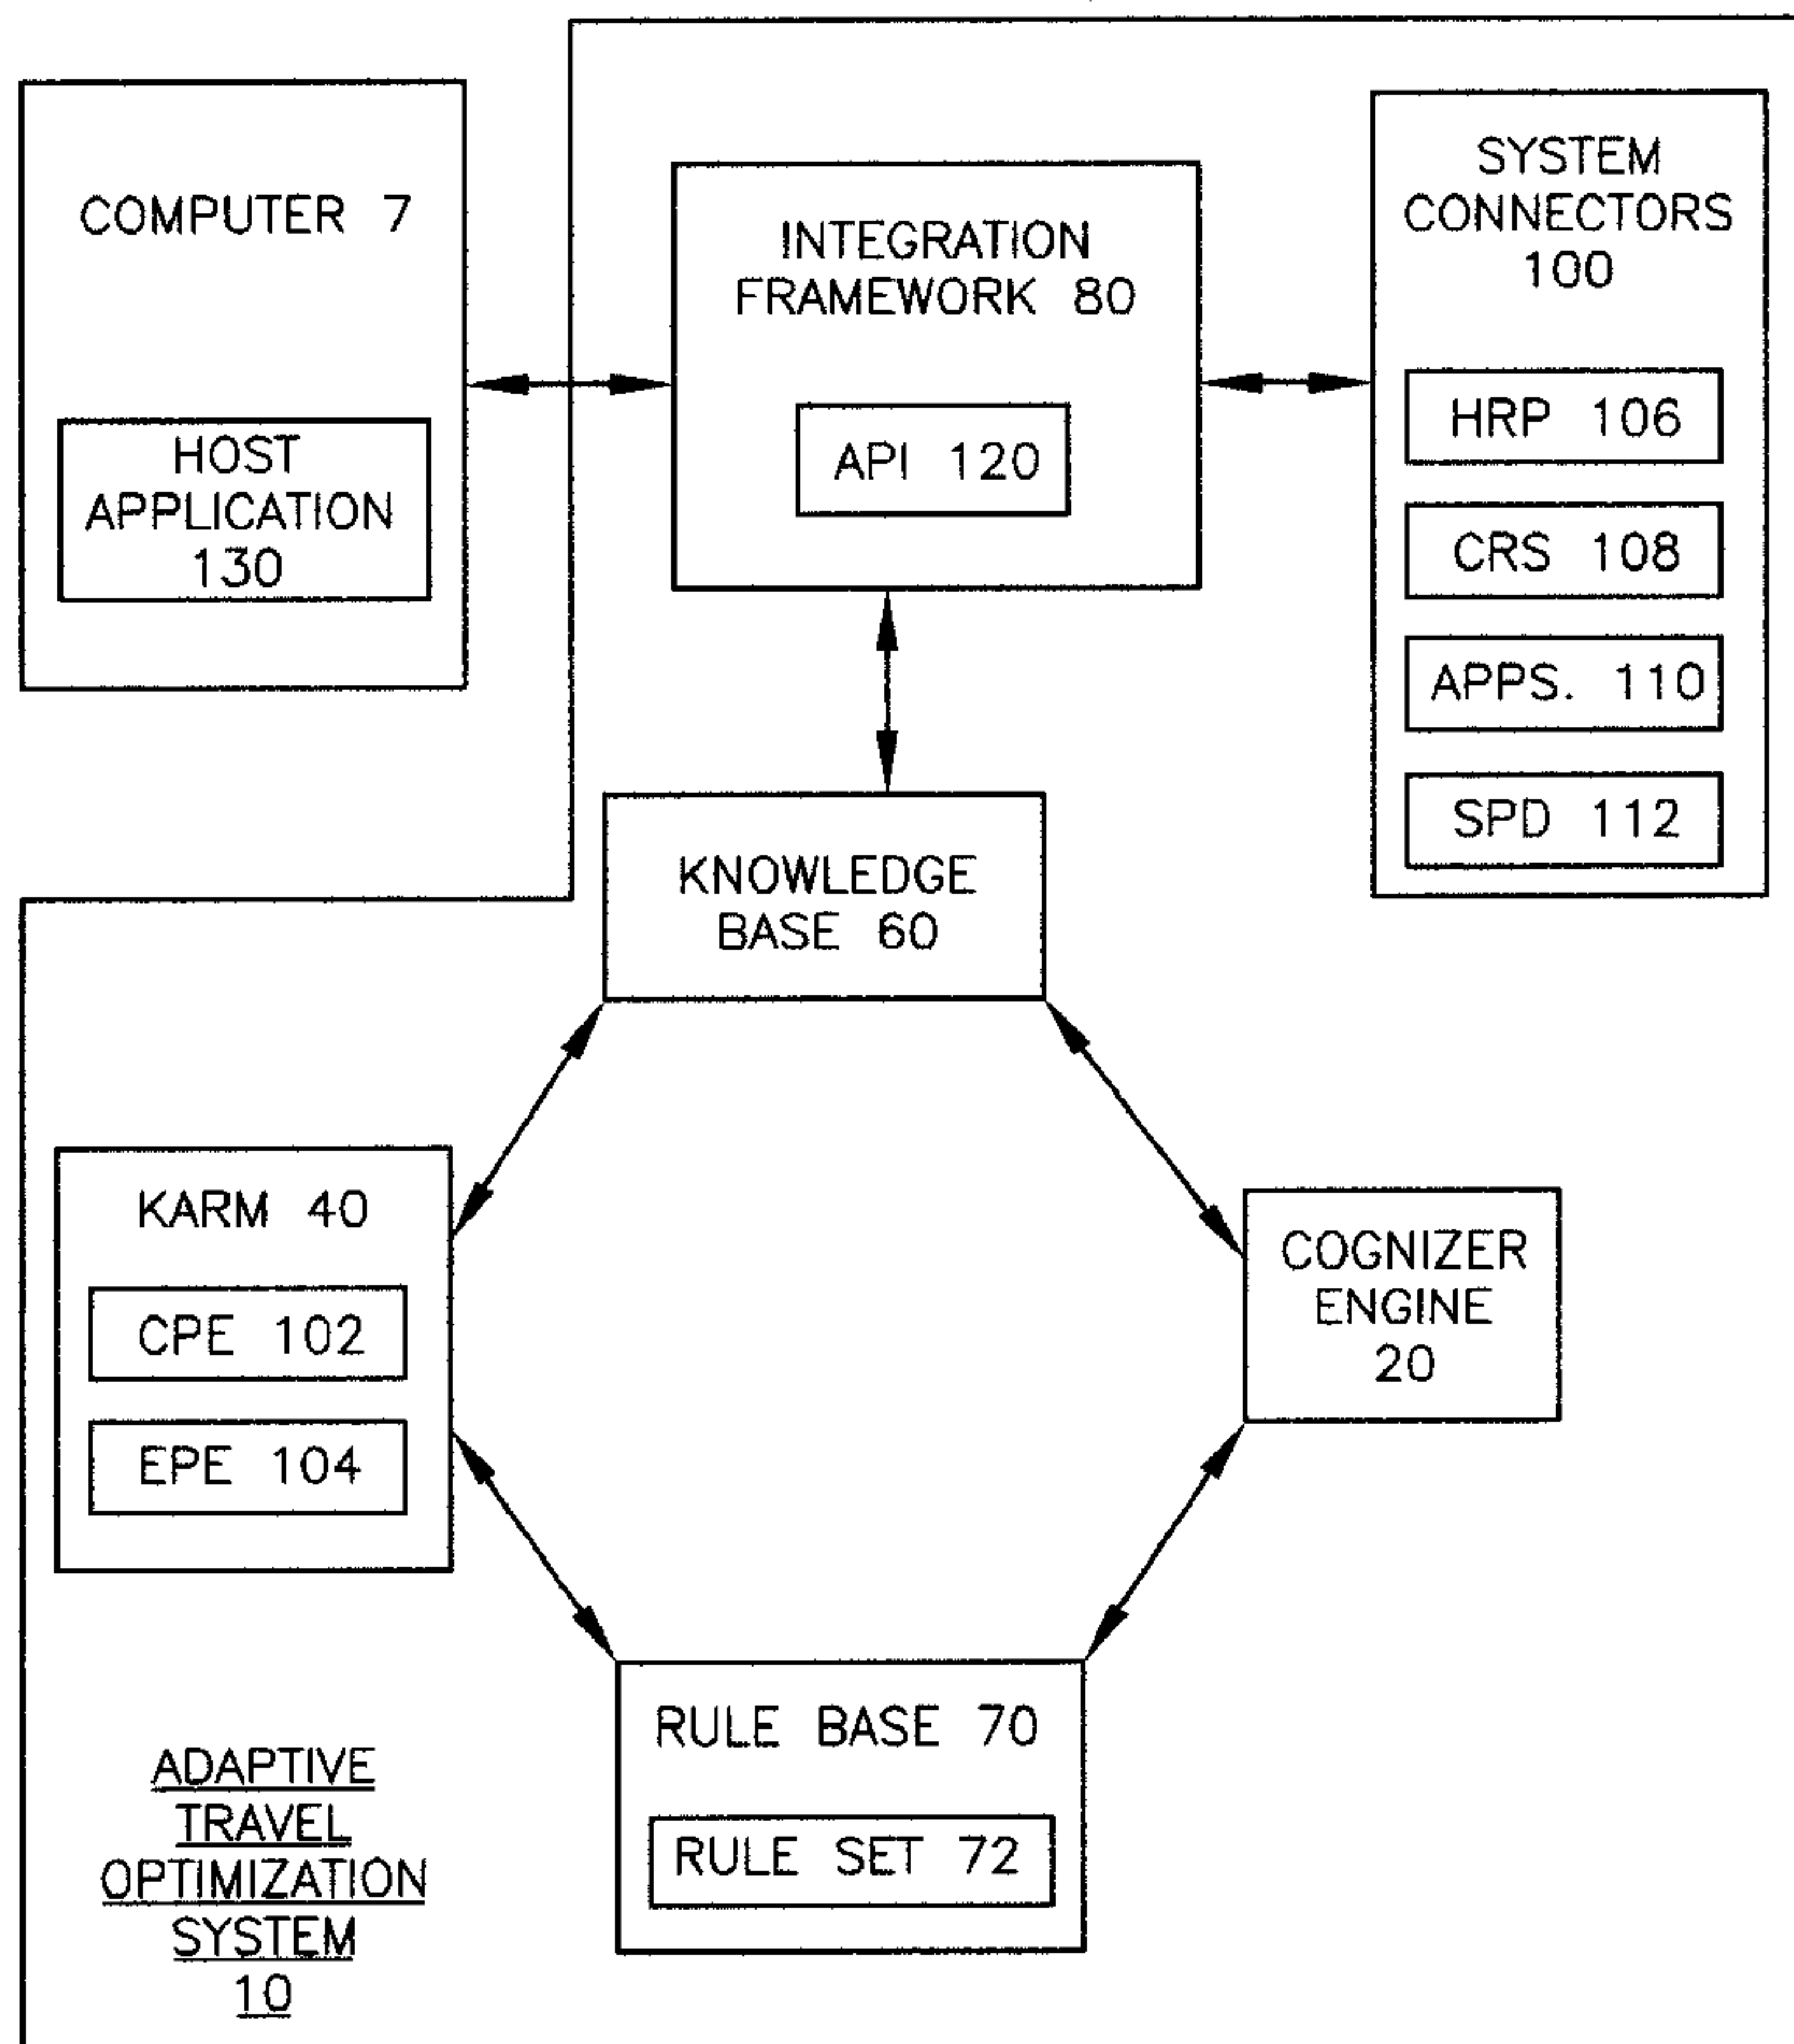 COMPUTER 7
HOST
APPLICATION
130
INTEGRATION
FRAMEWORK 80
API 120
SYSTEM
CONNECTORS
100
HRP 106
CRS 108
APPS. 110
SPD 112
KNOWLEDGE
BASE 60
KARM 40
CPE 102
EPE 104
COGNIZER
ENGINE
20
RULE BASE 70
RULE SET 72
ADAPTIVE
TRAVEL
OPTIMIZATION
SYSTEM
10